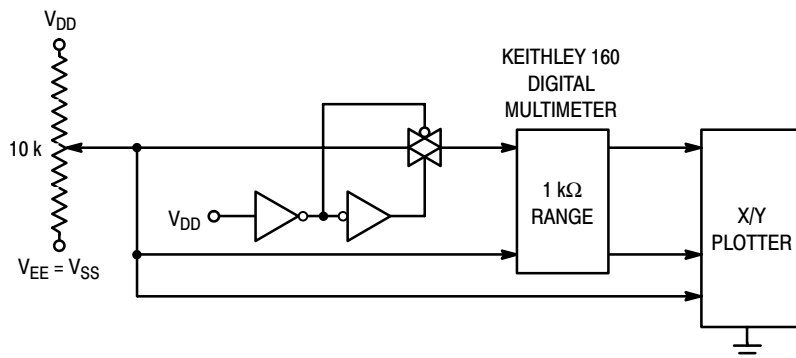 V_DD
10 k
V_EE = V_SS
V_DD
KEITHLEY 160
DIGITAL
MULTIMETER
1 kΩ
RANGE
X/Y
PLOTTER